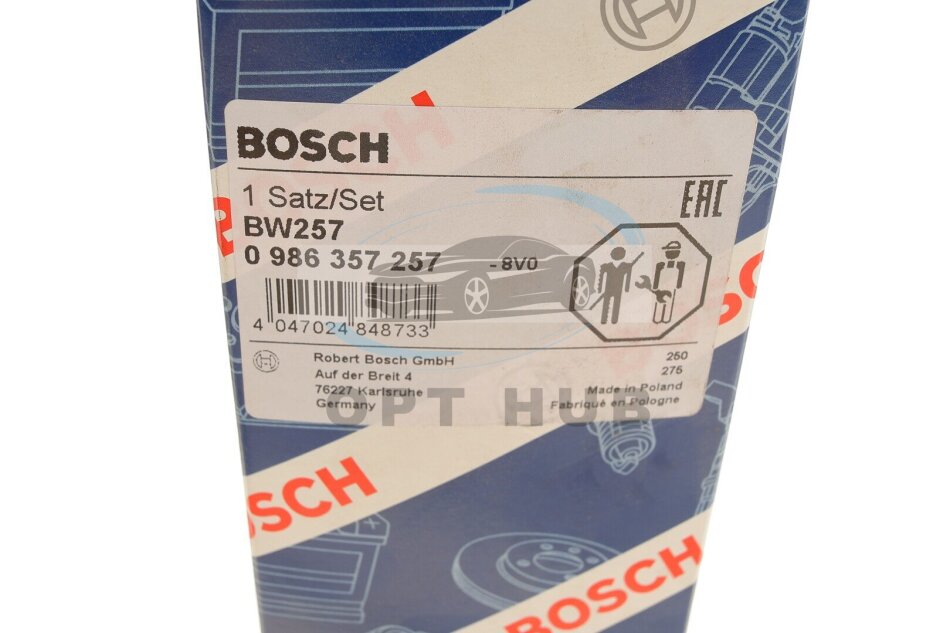 BOSCH
1 Satz/Set
EAC
BW257
0 986 357 257 - 8V0
4 047024 848733
Robert Bosch GmbH
Auf der Breit 4
76227 Karlsruhe
Germany
250
275
Made in Poland
Fabriqué en Pologne
OPT HUB
BOSCH
BOSCH
BOSCH